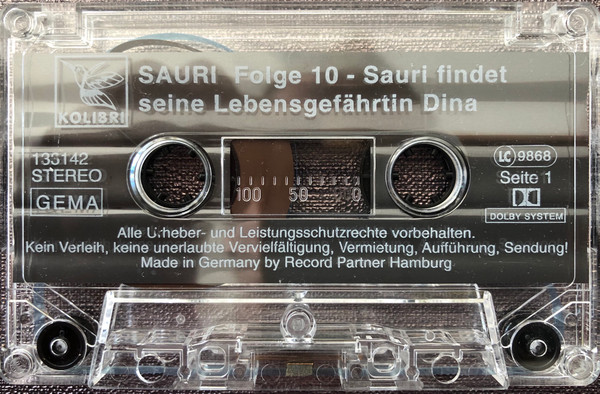 SAURI Folge 10 - Sauri findet
seine Lebensgefährtin Dina
KOLIBRI
133142
STEREO
GEMA
100 50 0
LC 9868
Seite 1
DOLBY SYSTEM
Alle Urheber- und Leistungsschutzrechte vorbehalten.
Kein Verleih, keine unerlaubte Vervielfältigung, Vermietung, Aufführung, Sendung!
Made in Germany by Record Partner Hamburg